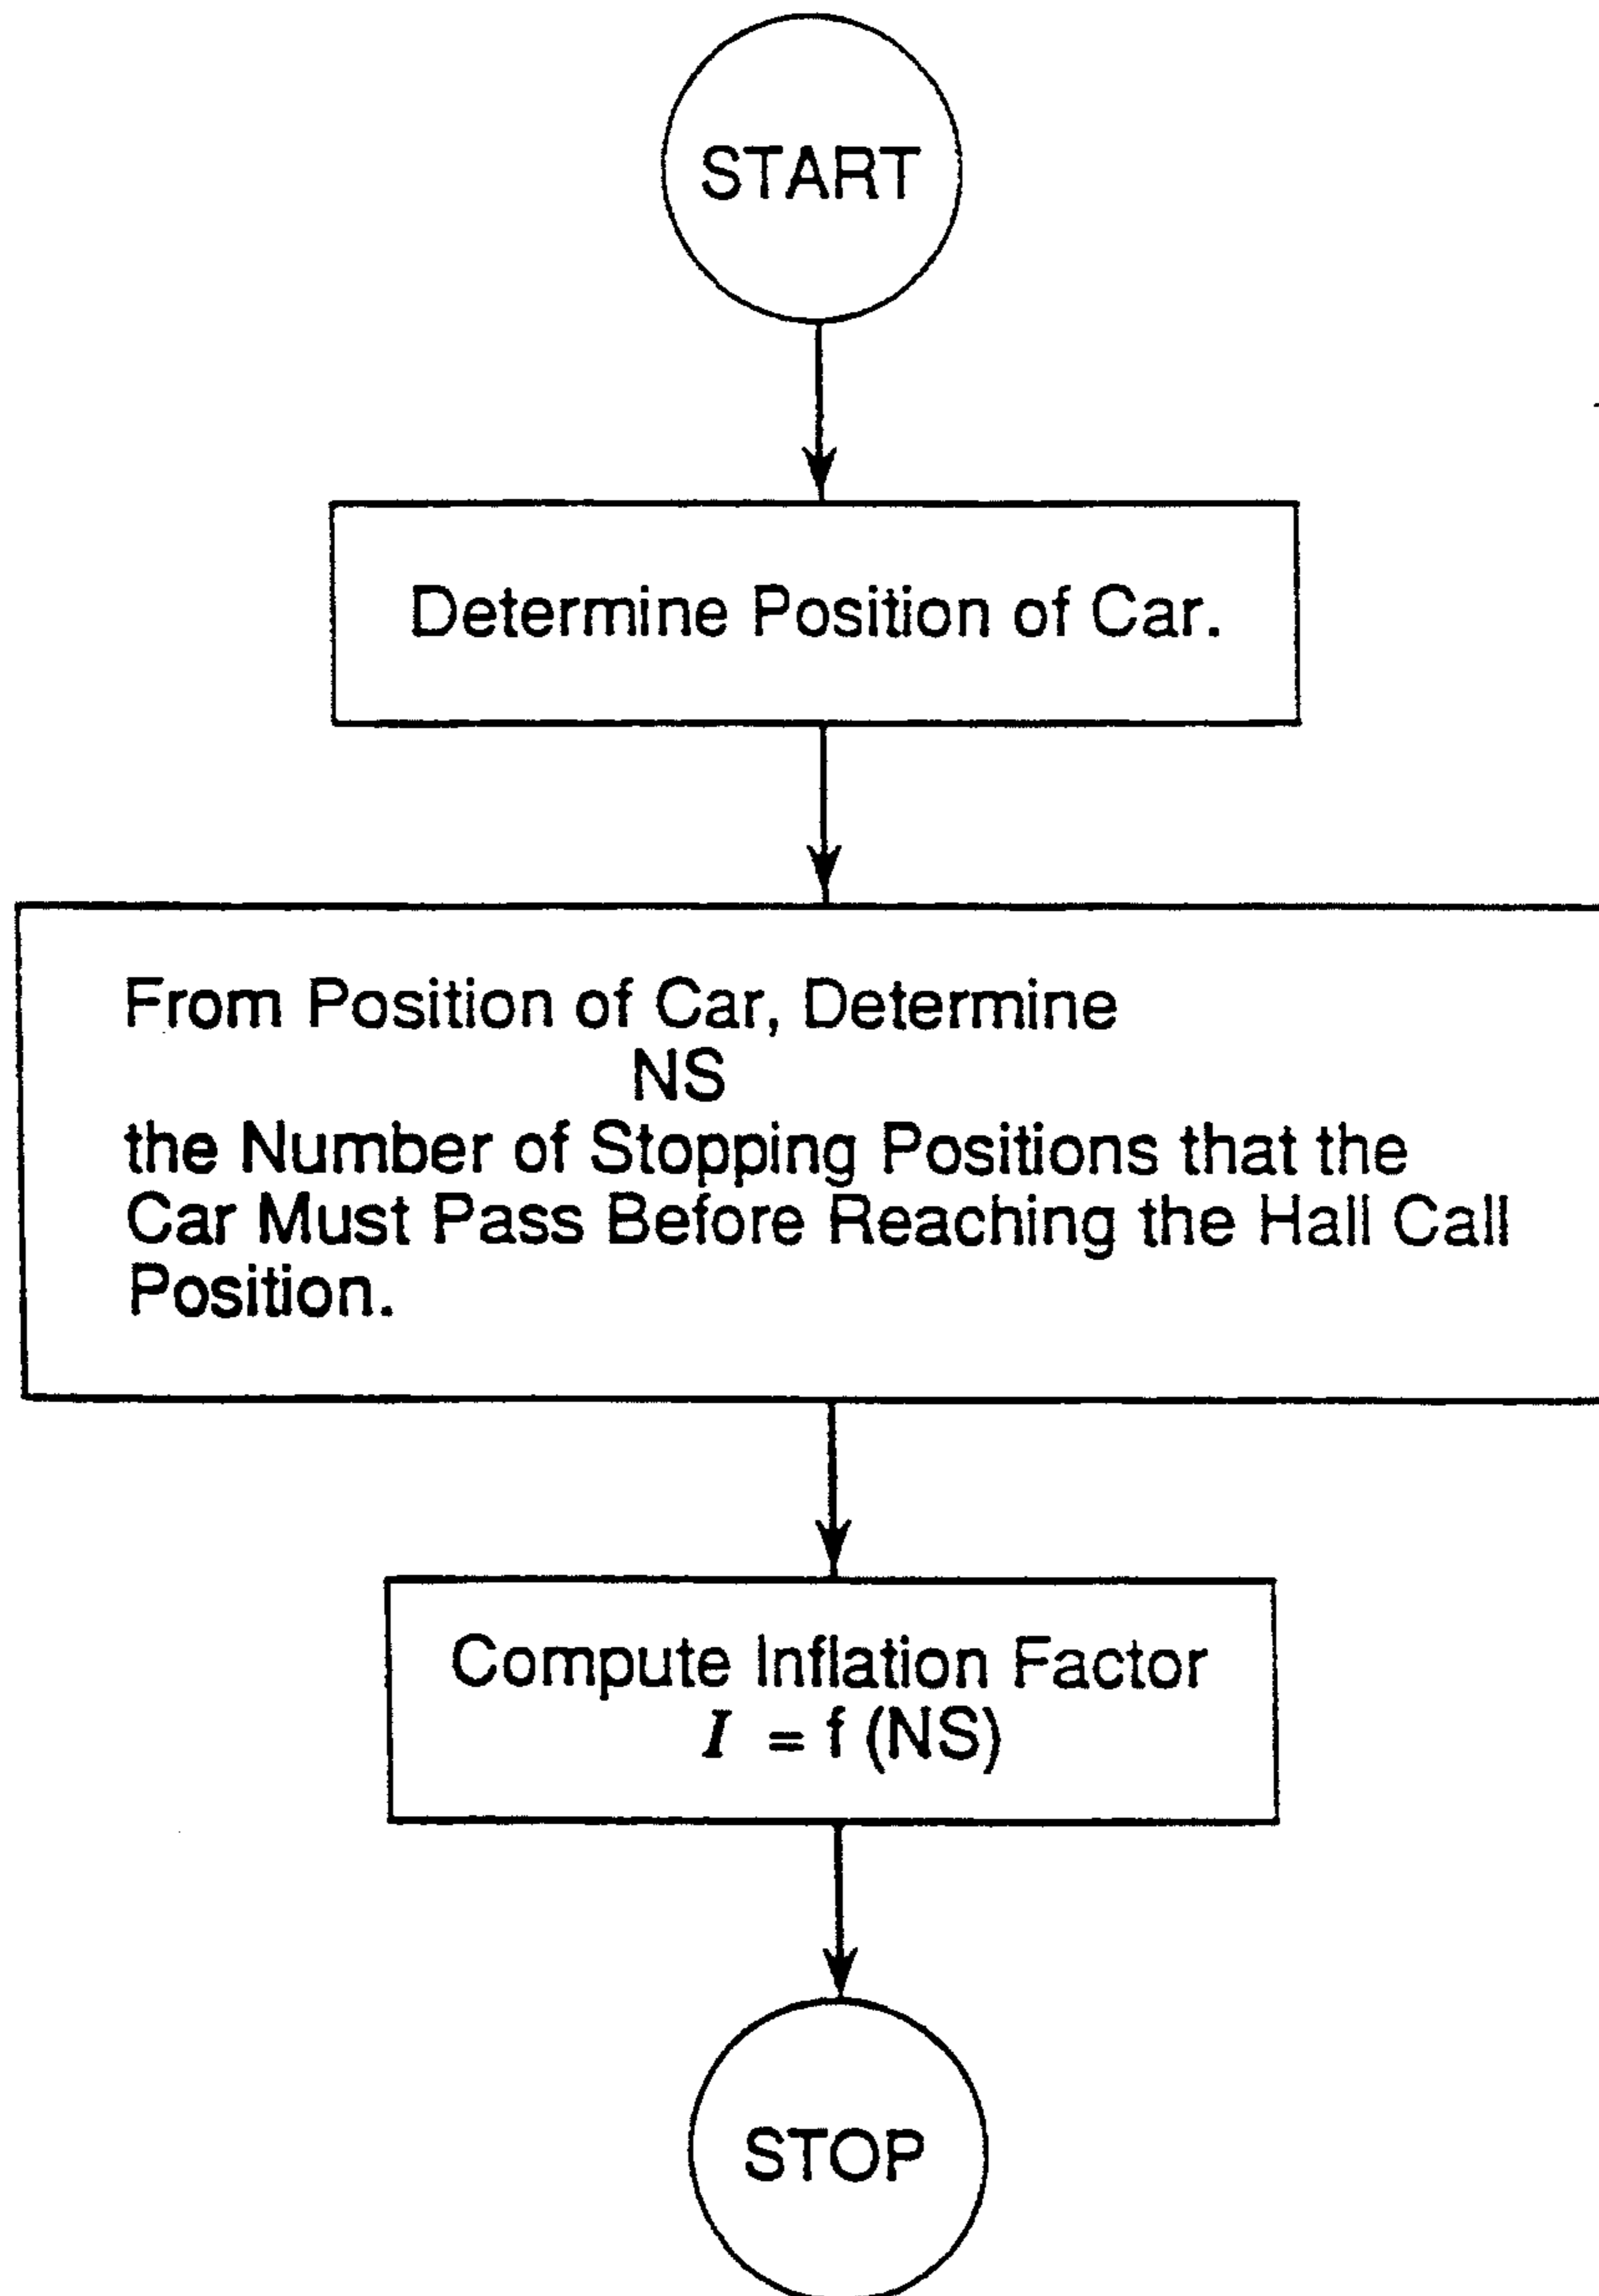 START
Determine Position of Car.
From Position of Car, Determine
NS
the Number of Stopping Positions that the
Car Must Pass Before Reaching the Hall Call
Position.
Compute Inflation Factor
I = f (NS)
STOP